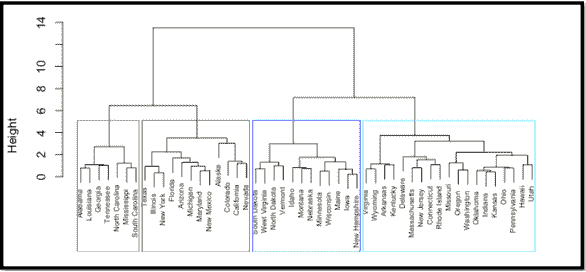 14
10
8
6
4
2
0
Height
Alabama
Louisiana
Georgia
Tennessee
North Carolina
Mississippi
South Carolina
Texas
Illinois
New York
Florida
Arizona
Michigan
Maryland
New Mexico
Alaska
Colorado
California
Nevada
South Dakota
West Virginia
North Dakota
Vermont
Idaho
Montana
Nebraska
Minnesota
Wisconsin
Maine
Iowa
New Hampshire
Virginia
Wyoming
Arkansas
Kentucky
Delaware
Massachusetts
New Jersey
Connecticut
Rhode Island
Missouri
Oregon
Washington
Oklahoma
Indiana
Kansas
Ohio
Pennsylvania
Hawaii
Utah